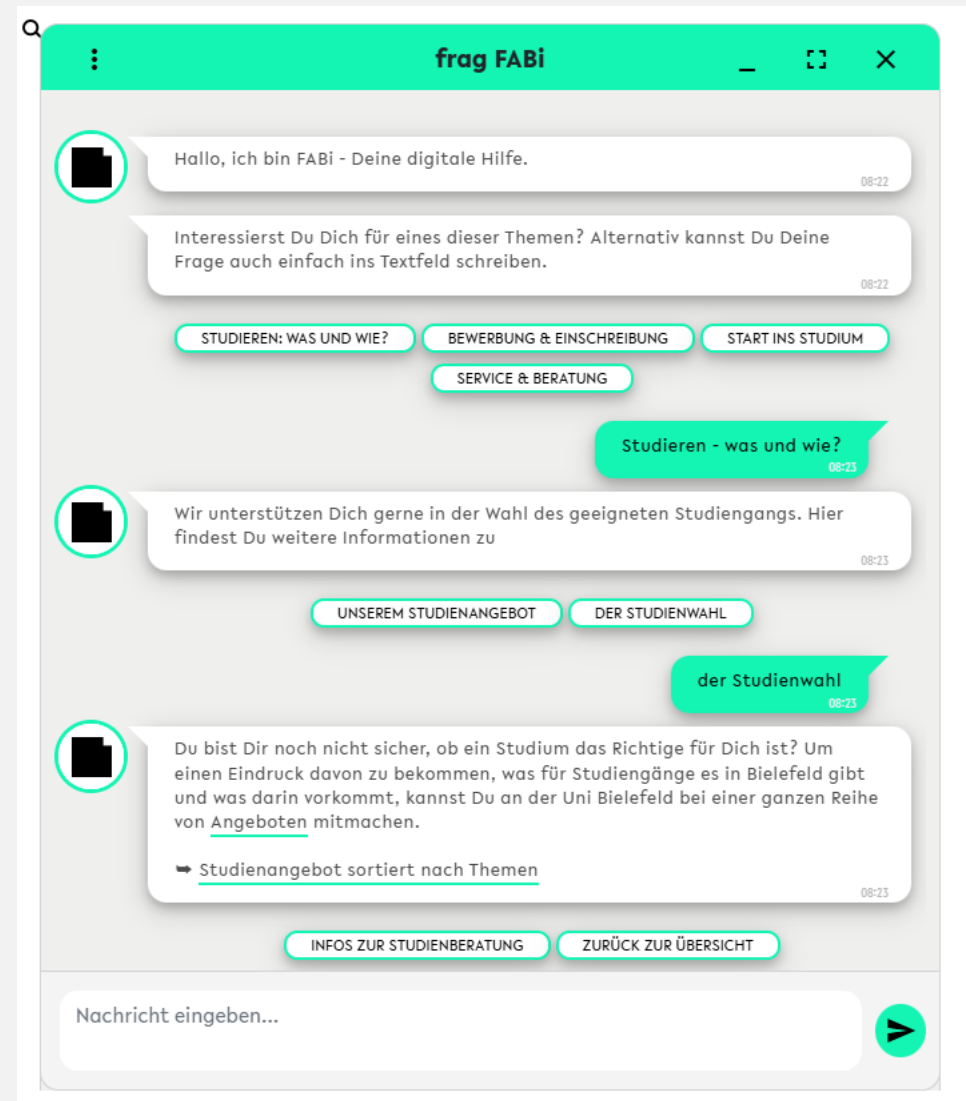 frag FABi
Hallo, ich bin FABi - Deine digitale Hilfe.
08:22
Interessierst Du Dich für eines dieser Themen? Alternativ kannst Du Deine
Frage auch einfach ins Textfeld schreiben.
08:22
STUDIEREN: WAS UND WIE?
BEWERBUNG & EINSCHREIBUNG
START INS STUDIUM
SERVICE & BERATUNG
Studieren - was und wie?
08:23
Wir unterstützen Dich gerne in der Wahl des geeigneten Studiengangs. Hier
findest Du weitere Informationen zu
08:23
UNSEREM STUDIENANGEBOT
DER STUDIENWAHL
der Studienwahl
08:23
Du bist Dir noch nicht sicher, ob ein Studium das Richtige für Dich ist? Um
einen Eindruck davon zu bekommen, was für Studiengänge es in Bielefeld gibt
und was darin vorkommt, kannst Du an der Uni Bielefeld bei einer ganzen Reihe
von Angeboten mitmachen.
➥ Studienangebot sortiert nach Themen
08:23
INFOS ZUR STUDIENBERATUNG
ZURÜCK ZUR ÜBERSICHT
Nachricht eingeben...